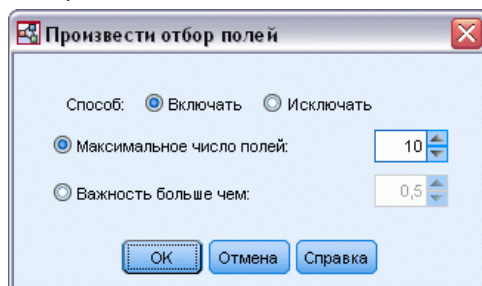 Произвести отбор полей
Способ: Включать Исключать
Максимальное число полей: 10
Важность больше чем: 0,5
OK Отмена Справка